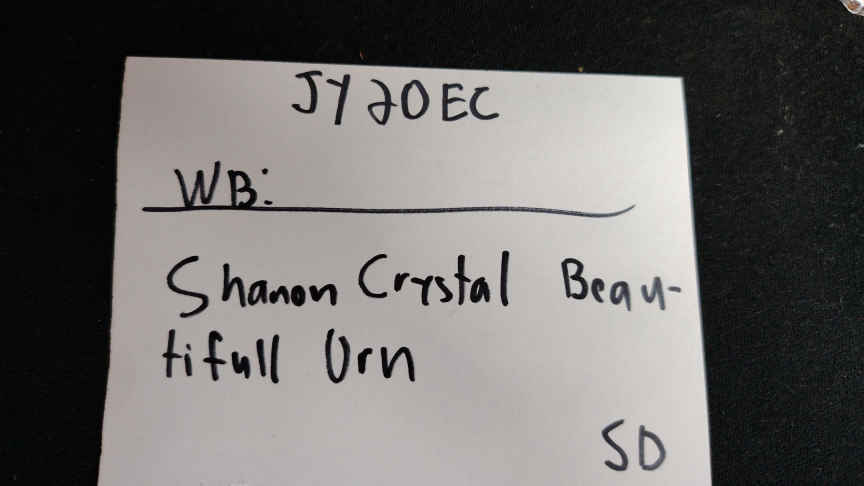 JY20EC
WB:
Shanon Crystal Beau-
tifull Urn
SD